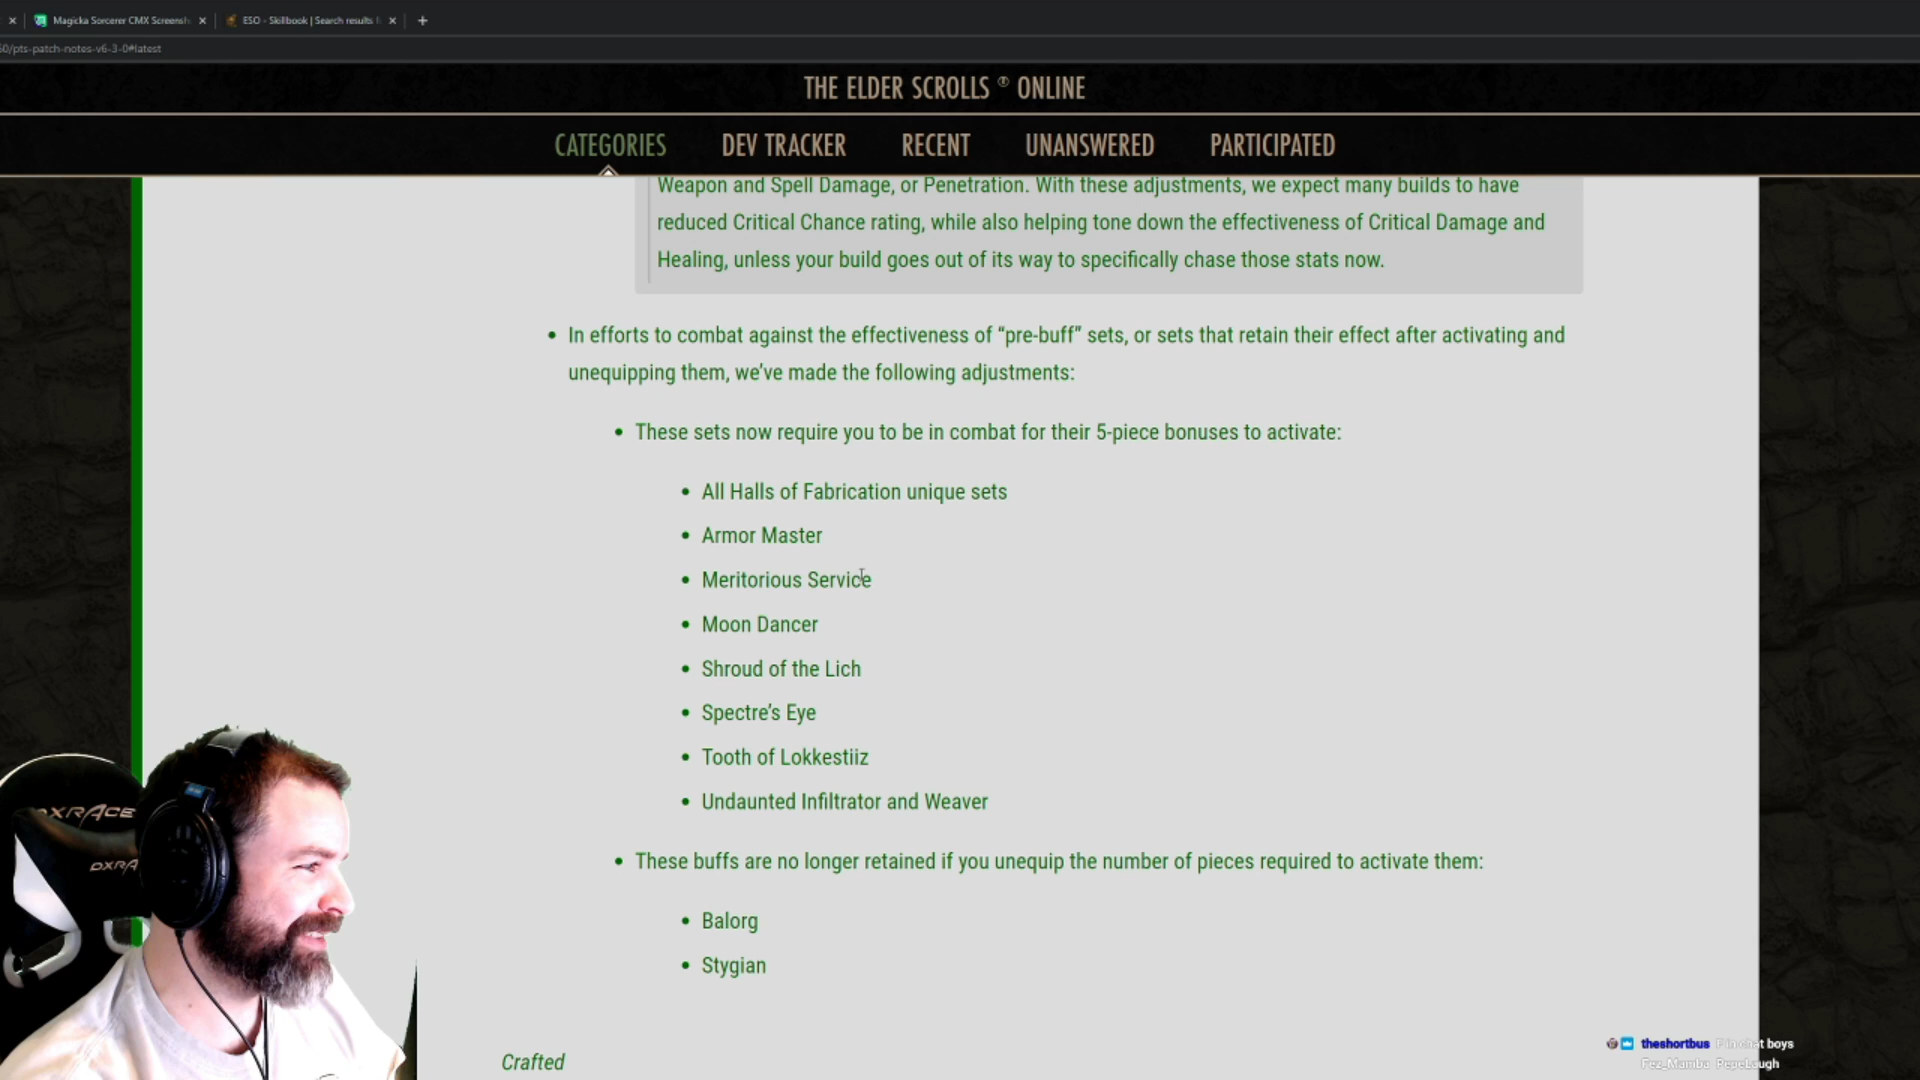 Magicka Sorcerer CMX Screensh
ESO - Skillbook | Search results
/pts-patch-notes-v6-3-0#latest
THE ELDER SCROLLS ® ONLINE
CATEGORIES DEV TRACKER RECENT UNANSWERED PARTICIPATED
Weapon and Spell Damage, or Penetration. With these adjustments, we expect many builds to have
reduced Critical Chance rating, while also helping tone down the effectiveness of Critical Damage and
Healing, unless your build goes out of its way to specifically chase those stats now.
In efforts to combat against the effectiveness of “pre-buff” sets, or sets that retain their effect after activating and
unequipping them, we’ve made the following adjustments:
These sets now require you to be in combat for their 5-piece bonuses to activate:
All Halls of Fabrication unique sets
Armor Master
Meritorious Service
Moon Dancer
Shroud of the Lich
Spectre’s Eye
Tooth of Lokkestiiz
Undaunted Infiltrator and Weaver
These buffs are no longer retained if you unequip the number of pieces required to activate them:
Balorg
Stygian
Crafted
DXRACER
theshortbus boys
Fez_Mamba PepeLaugh